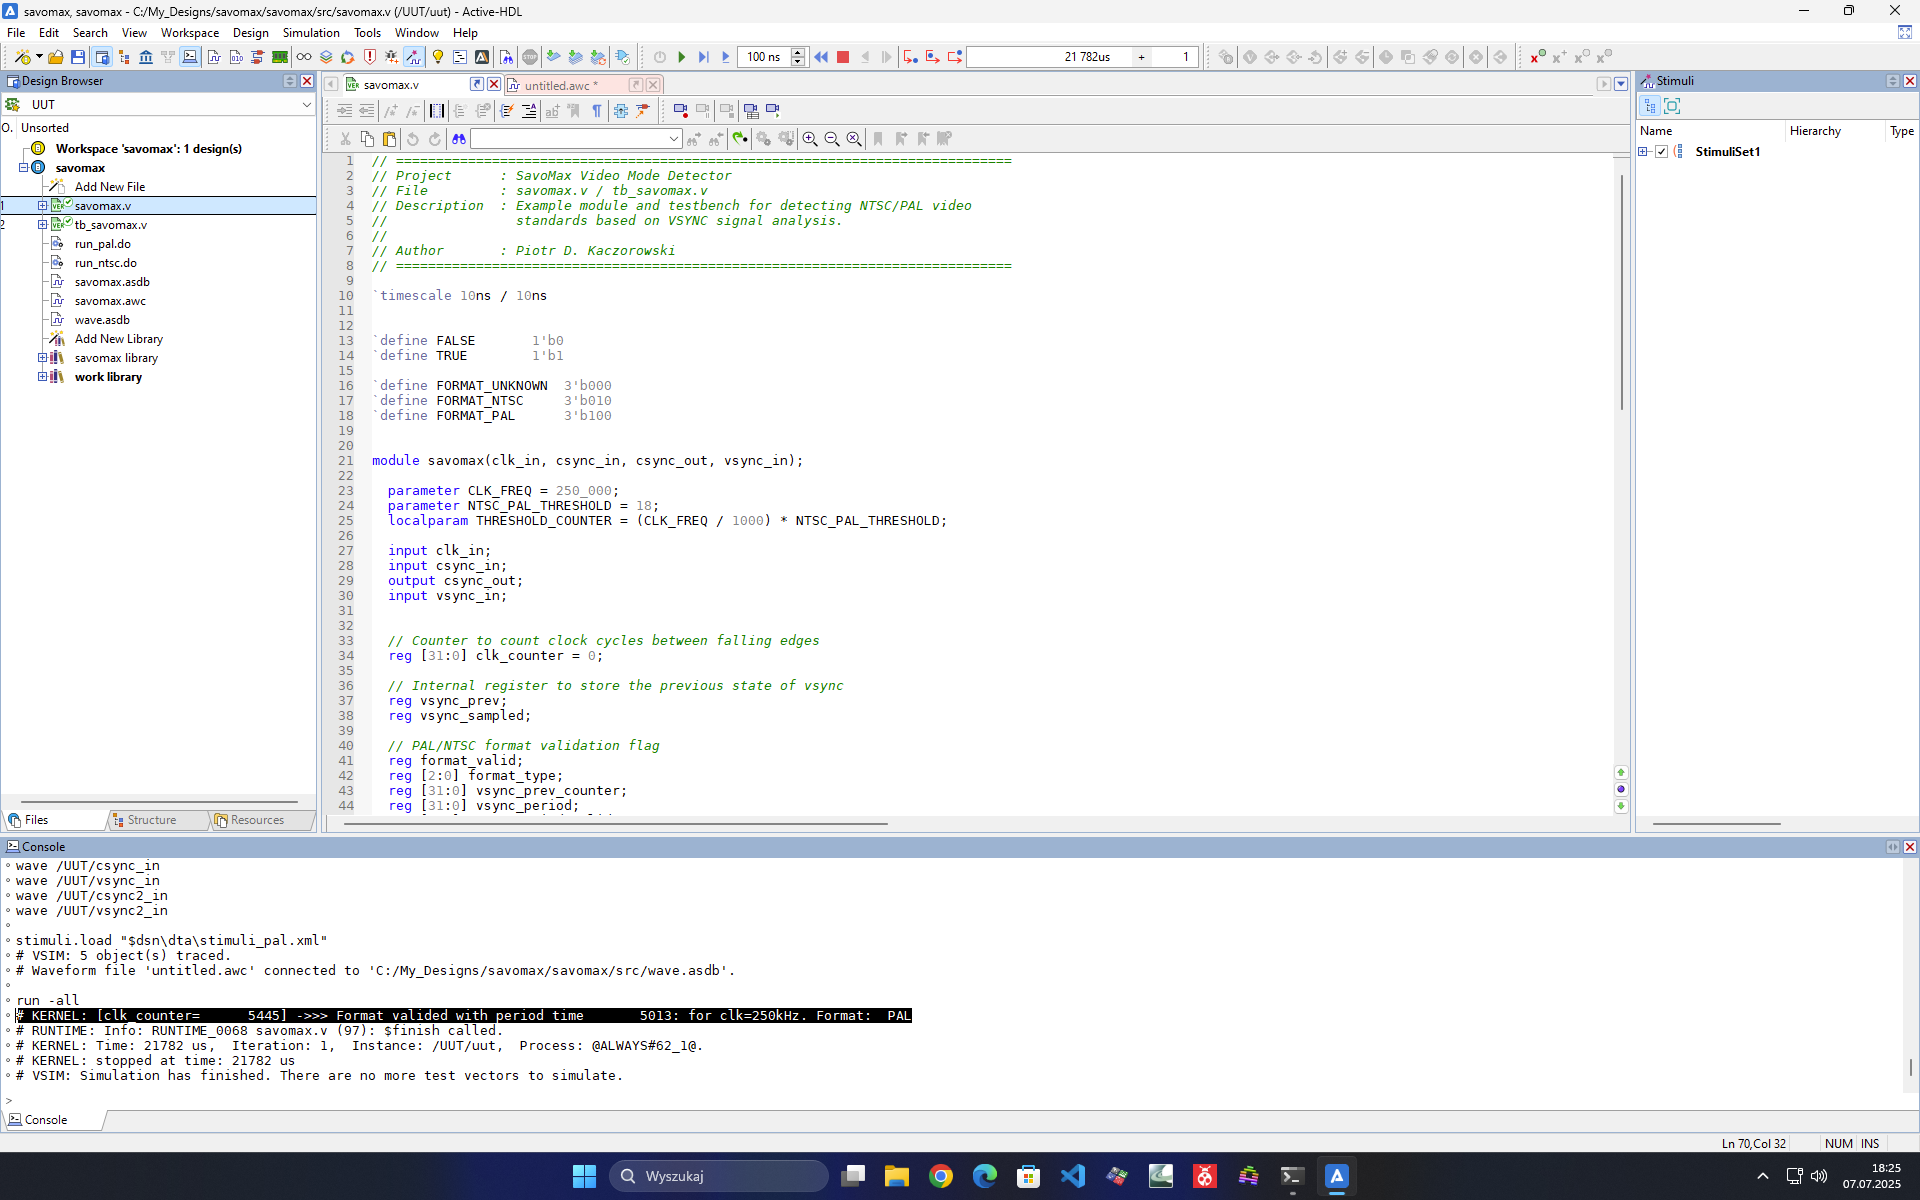 savomax, savomax - C:/My_Designs/savomax/savomax/src/savomax.v (/UUT/uut) - Active-HDL
File Edit Search View Workspace Design Simulation Tools Window Help
100 ns 21 782us + 1
Design Browser
UUT
O. Unsorted
Workspace 'savomax': 1 design(s)
savomax
Add New File
1 savomax.v
2 tb_savomax.v
run_pal.do
run_ntsc.do
savomax.asdb
savomax.awc
wave.asdb
Add New Library
savomax library
work library
Files Structure Resources
savomax.v untitled.awc *
1 // =============================================================================
2 // Project : SavoMax Video Mode Detector
3 // File : savomax.v / tb_savomax.v
4 // Description : Example module and testbench for detecting NTSC/PAL video
5 // standards based on VSYNC signal analysis.
6 //
7 // Author : Piotr D. Kaczorowski
8 // =============================================================================
9
10 `timescale 10ns / 10ns
11
12
13 `define FALSE 1'b0
14 `define TRUE 1'b1
15
16 `define FORMAT_UNKNOWN 3'b000
17 `define FORMAT_NTSC 3'b010
18 `define FORMAT_PAL 3'b100
19
20
21 module savomax(clk_in, csync_in, csync_out, vsync_in);
22
23 parameter CLK_FREQ = 250_000;
24 parameter NTSC_PAL_THRESHOLD = 18;
25 localparam THRESHOLD_COUNTER = (CLK_FREQ / 1000) * NTSC_PAL_THRESHOLD;
26
27 input clk_in;
28 input csync_in;
29 output csync_out;
30 input vsync_in;
31
32
33 // Counter to count clock cycles between falling edges
34 reg [31:0] clk_counter = 0;
35
36 // Internal register to store the previous state of vsync
37 reg vsync_prev;
38 reg vsync_sampled;
39
40 // PAL/NTSC format validation flag
41 reg format_valid;
42 reg [2:0] format_type;
43 reg [31:0] vsync_prev_counter;
44 reg [31:0] vsync_period;
Stimuli
Name Hierarchy Type
StimuliSet1
Console
wave /UUT/csync_in
wave /UUT/vsync_in
wave /UUT/csync2_in
wave /UUT/vsync2_in
stimuli.load "$dsn\dta\stimuli_pal.xml"
# VSIM: 5 object(s) traced.
# Waveform file 'untitled.awc' connected to 'C:/My_Designs/savomax/savomax/src/wave.asdb'.
run -all
# KERNEL: [clk_counter= 5445] ->>> Format valided with period time 5013: for clk=250kHz. Format: PAL
# RUNTIME: Info: RUNTIME_0068 savomax.v (97): $finish called.
# KERNEL: Time: 21782 us, Iteration: 1, Instance: /UUT/uut, Process: @ALWAYS#62_1@.
# KERNEL: stopped at time: 21782 us
# VSIM: Simulation has finished. There are no more test vectors to simulate.
>
Console
Ln 70,Col 32 NUM INS
Wyszukaj
18:25
07.07.2025